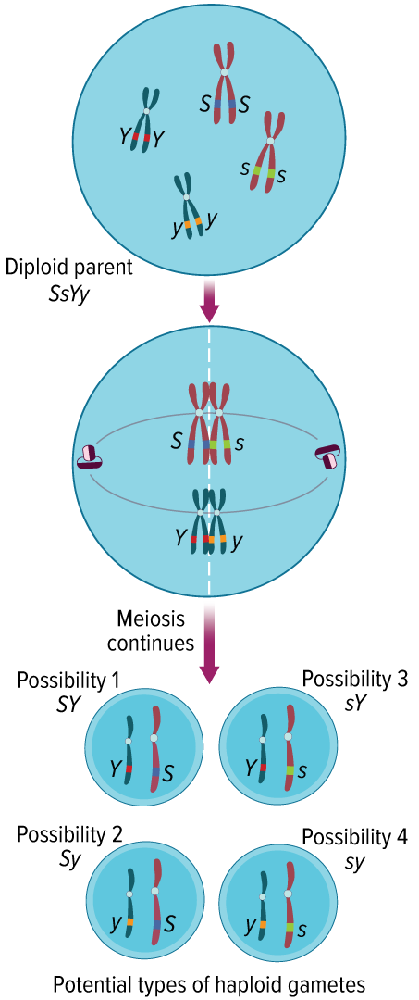 S S
Y Y
s s
y y
Diploid parent
SsYy
S s
Y y
Meiosis
continues
Possibility 1
SY
Possibility 3
sY
Y S
Y s
Possibility 2
Sy
Possibility 4
sy
y S
y s
Potential types of haploid gametes